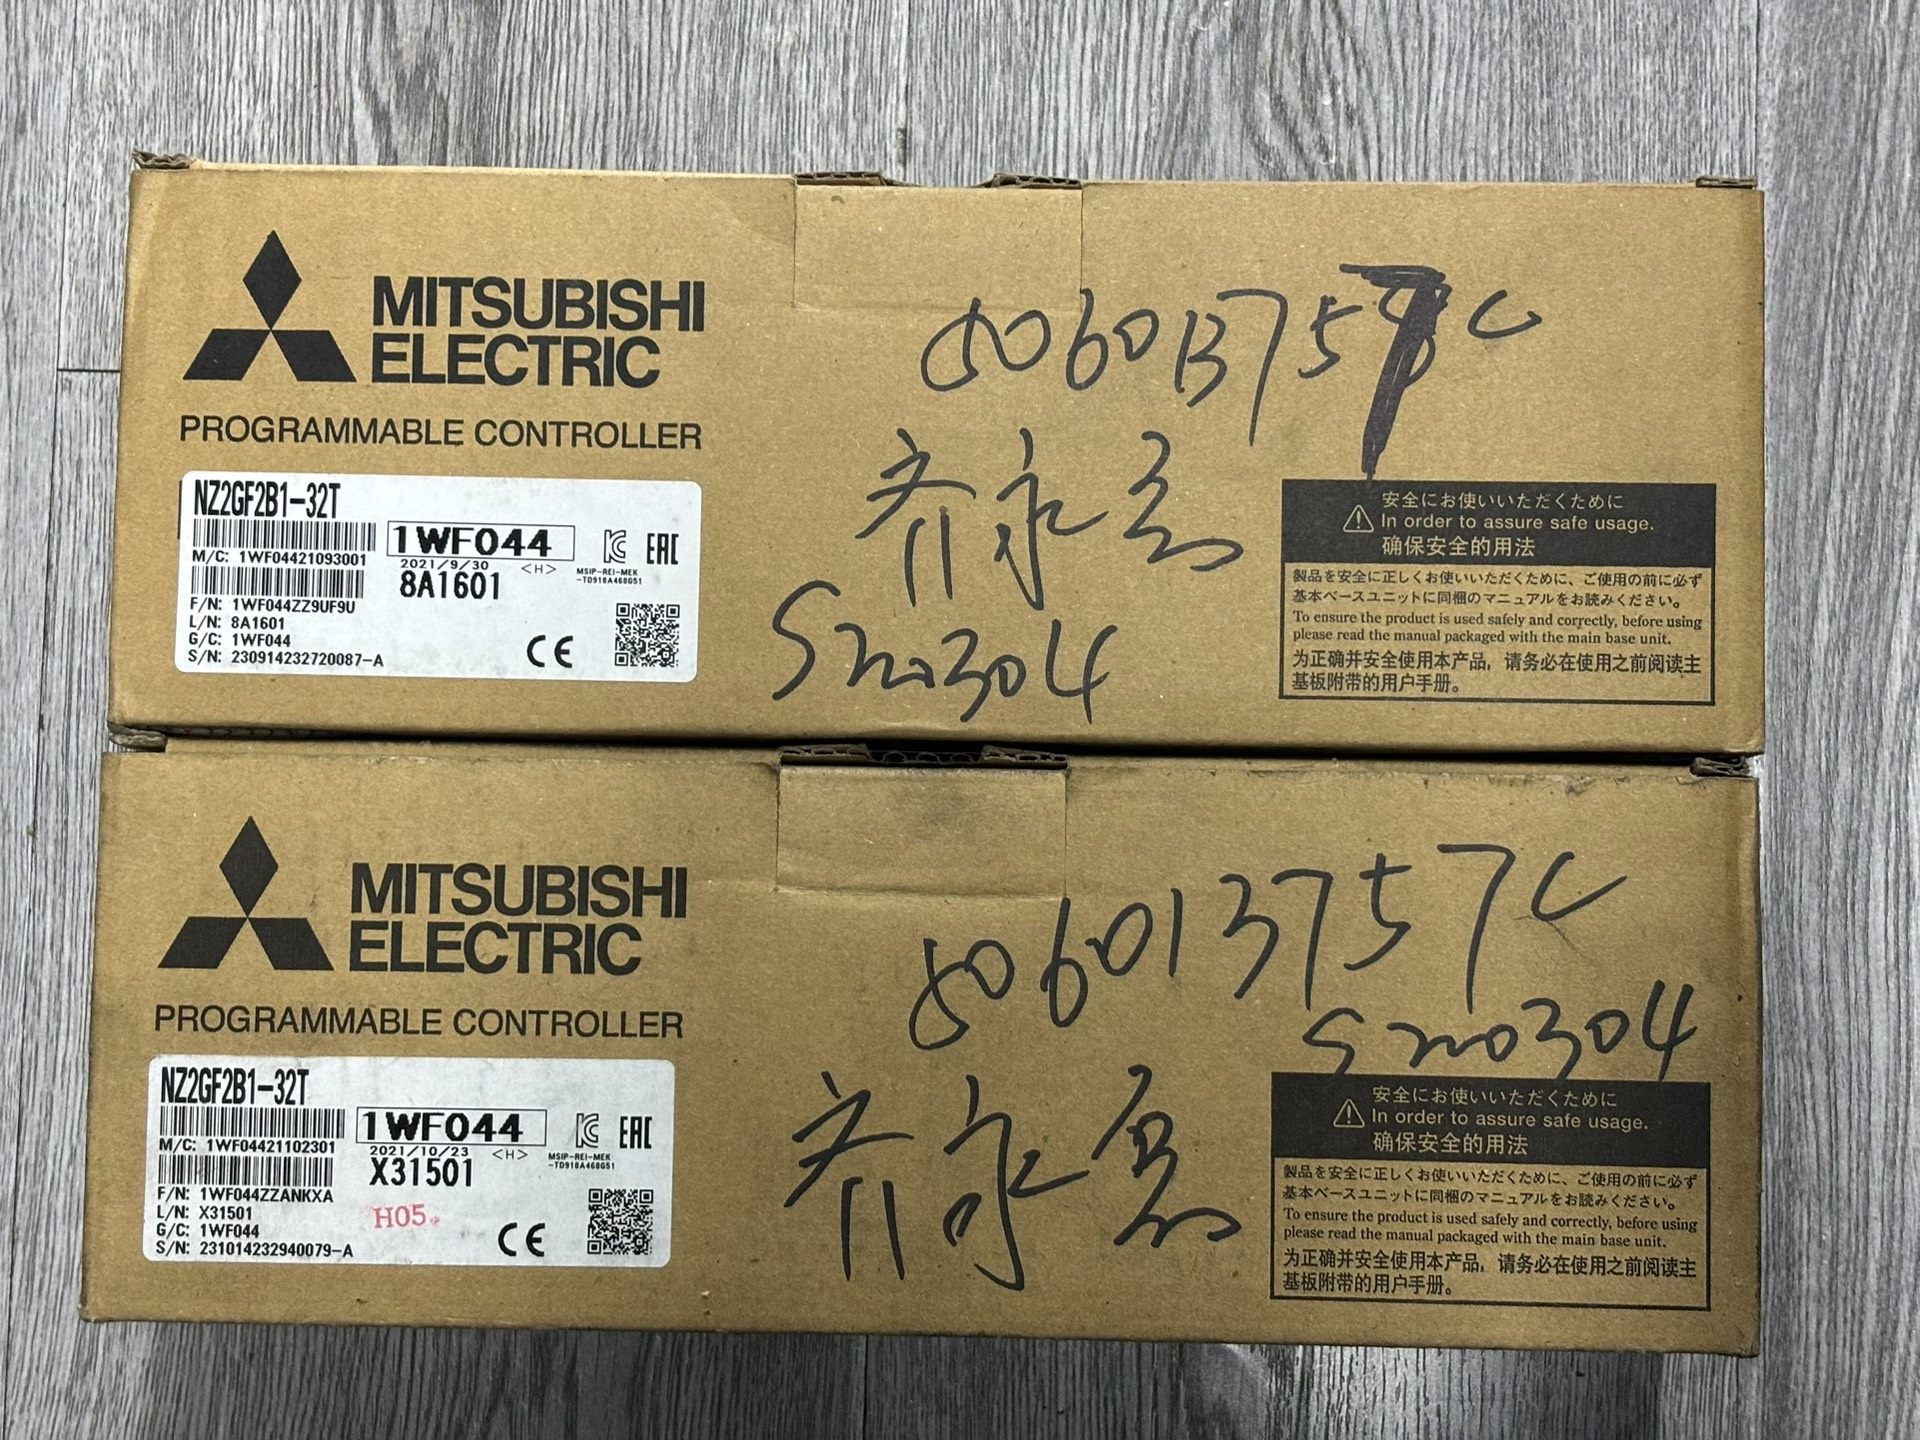 MITSUBISHI
ELECTRIC
PROGRAMMABLE CONTROLLER
NZ2GF2B1-32T
M/C: 1WF04421093001
1WF044
2021/9/30 <H>
8A1601
EAC
MSIP-REI-MEK
-TD918A468G51
F/N: 1WF044ZZ9UF9U
L/N: 8A1601
G/C: 1WF044
S/N: 230914232720087-A
CE
S220304
安全にお使いいただくために
In order to assure safe usage.
确保安全的用法
製品を安全に正しくお使いいただくために、ご使用の前に必ず
基本ベースユニットに同梱のマニュアルをお読みください。
To ensure the product is used safely and correctly, before using
please read the manual packaged with the main base unit.
为正确并安全使用本产品，请务必在使用之前阅读主
基板附带的用户手册。
MITSUBISHI
ELECTRIC
PROGRAMMABLE CONTROLLER
NZ2GF2B1-32T
M/C: 1WF04421102301
1WF044
2021/10/23 <H>
X31501
EAC
MSIP-REI-MEK
-TD918A468G51
F/N: 1WF044ZZANKXA
L/N: X31501
G/C: 1WF044
S/N: 231014232940079-A
H05
CE
506013757C
S220304
安全にお使いいただくために
In order to assure safe usage.
确保安全的用法
製品を安全に正しくお使いいただくために、ご使用の前に必ず
基本ベースユニットに同梱のマニュアルをお読みください。
To ensure the product is used safely and correctly, before using
please read the manual packaged with the main base unit.
为正确并安全使用本产品，请务必在使用之前阅读主
基板附带的用户手册。